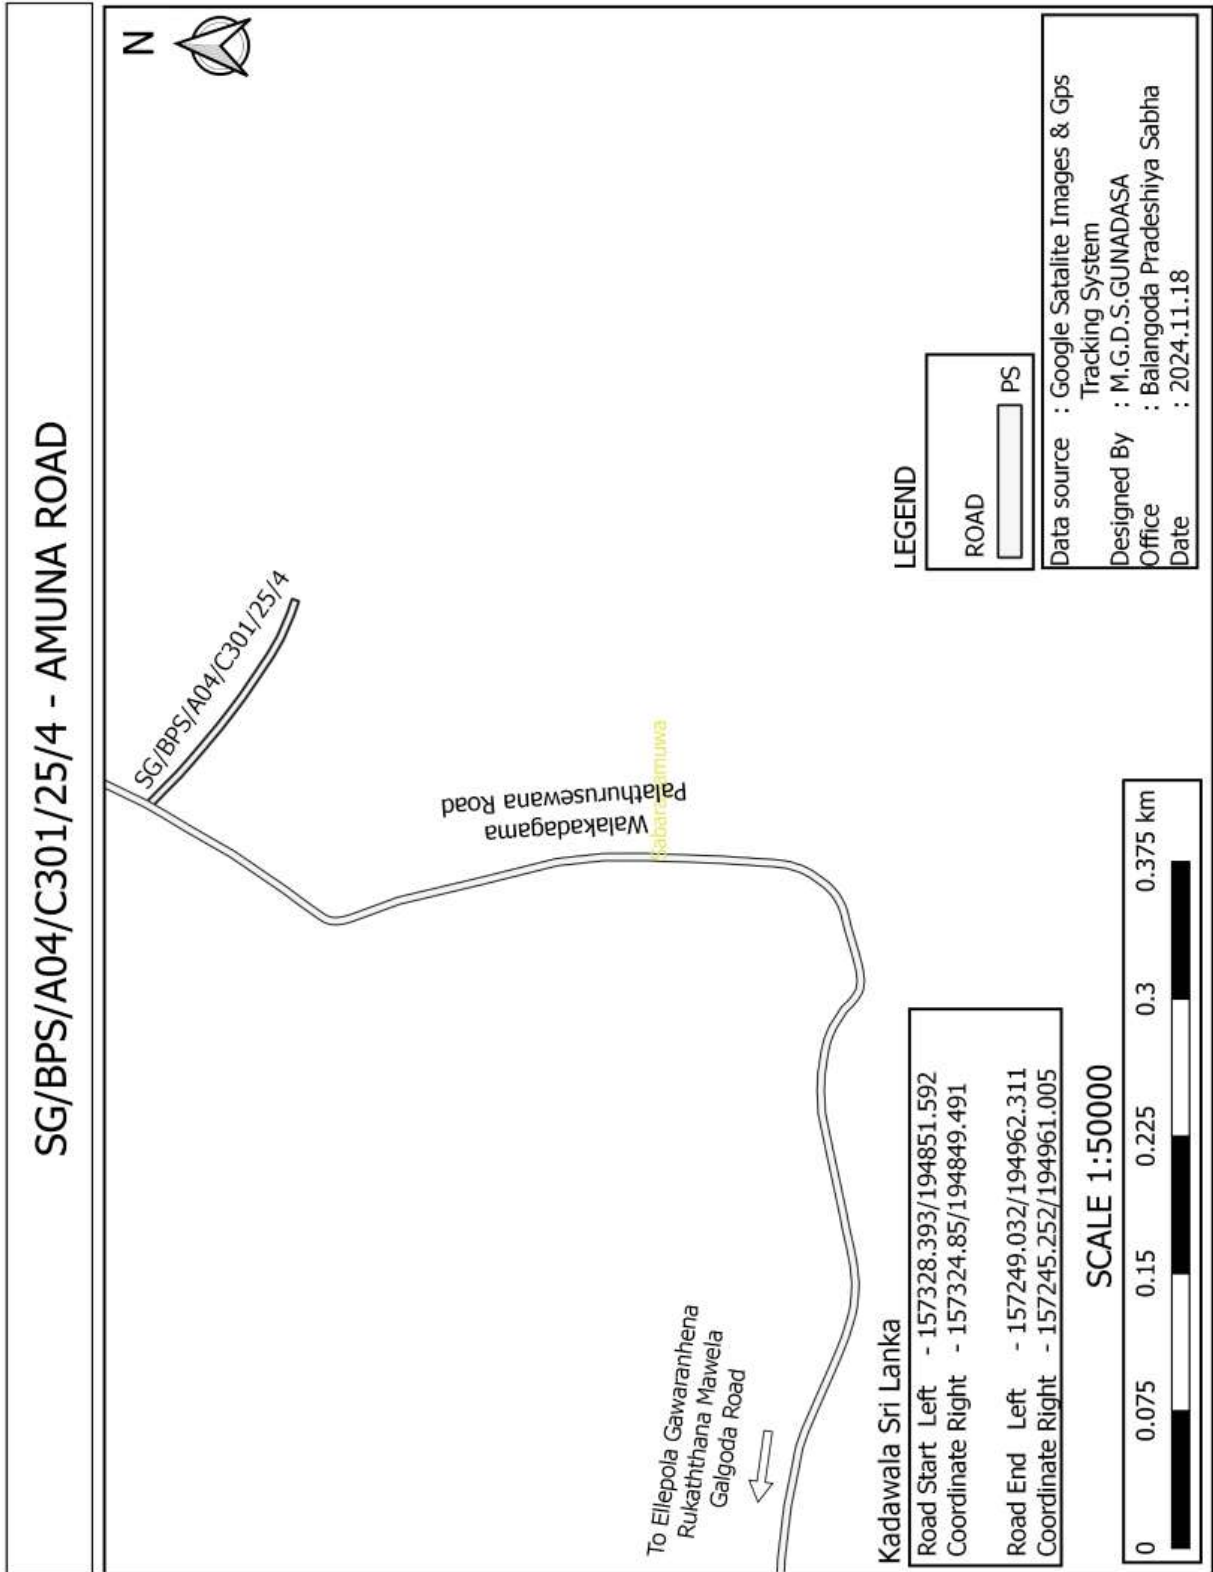 SG/BPS/A04/C301/25/4 - AMUNA ROAD
N
SG/BPS/A04/C301/25/4
Walakadagama
Palathurusewana Road
To Ellepola Gawaranhena
Rukaththana Mawela
Galgoda Road
Kadawala Sri Lanka
Road Start Left - 157328.393/194851.592
Coordinate Right - 157324.85/194849.491
Road End Left - 157249.032/194962.311
Coordinate Right - 157245.252/194961.005
SCALE 1:50000
0 0.075 0.15 0.225 0.3 0.375 km
LEGEND
ROAD
PS
Data source : Google Satalite Images & Gps
Tracking System
Designed By : M.G.D.S.GUNADASA
Office : Balangoda Pradeshiya Sabha
Date : 2024.11.18